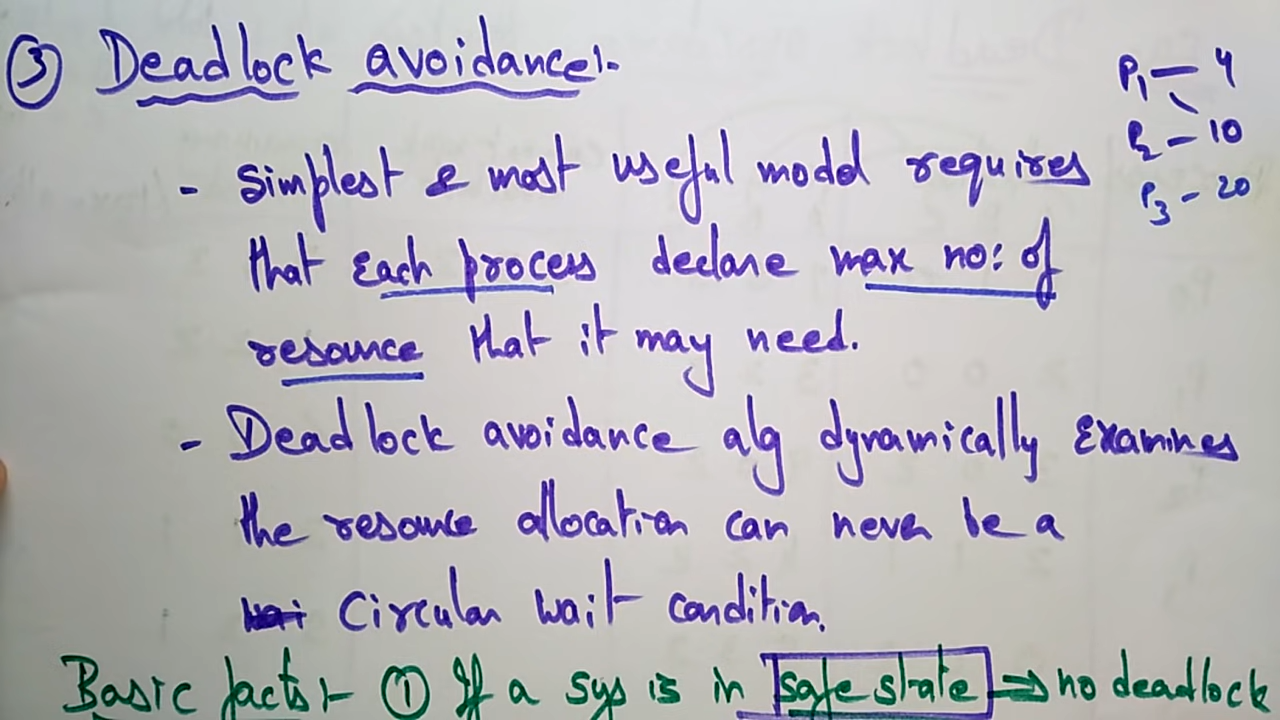 ③ Deadlock avoidance:-
P1 — 4
P2 — 10
P3 - 20
- Simplest & most useful model requires
that Each process declare max no: of
resource that it may need.
- Deadlock avoidance alg dynamically Examines
the resource allocation can never be a
Circular wait condition.
Basic facts:- ① If a sys is in safe state ⇒ no deadlock